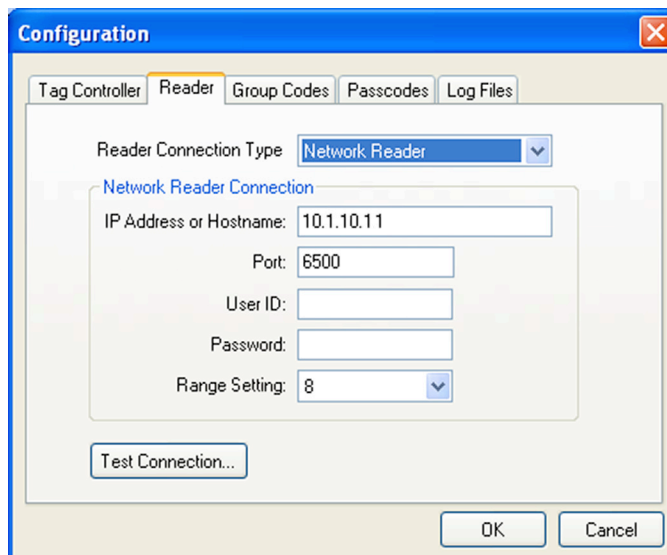 Configuration
Tag Controller Reader Group Codes Passcodes Log Files
Reader Connection Type Network Reader
Network Reader Connection
IP Address or Hostname: 10.1.10.11
Port: 6500
User ID:
Password:
Range Setting: 8
Test Connection...
OK Cancel